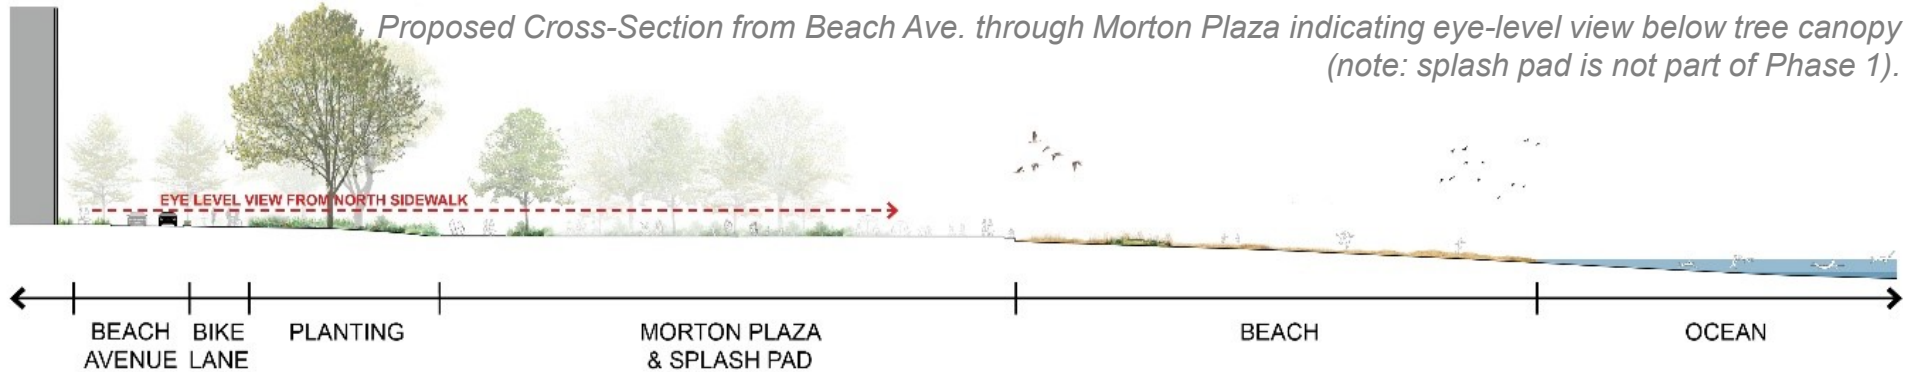 Proposed Cross-Section from Beach Ave. through Morton Plaza indicating eye-level view below tree canopy
(note: splash pad is not part of Phase 1).
EYE LEVEL VIEW FROM NORTH SIDEWALK
BEACH
AVENUE
BIKE
LANE
PLANTING
MORTON PLAZA
& SPLASH PAD
BEACH
OCEAN